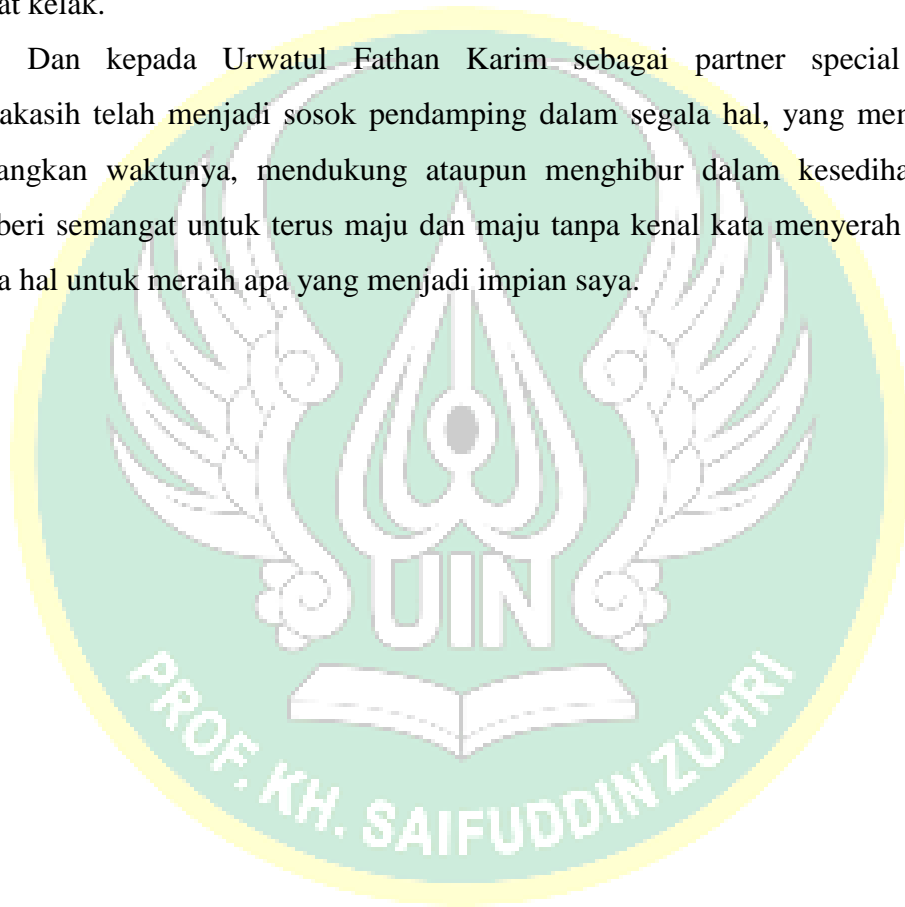 at kelak.
Dan kepada Urwatul Fathan Karim sebagai partner special
akasih telah menjadi sosok pendamping dalam segala hal, yang men
angkan waktunya, mendukung ataupun menghibur dalam kesediha
beri semangat untuk terus maju dan maju tanpa kenal kata menyerah
a hal untuk meraih apa yang menjadi impian saya.
UIN
PROF. KH. SAIFUDDIN ZUHRI